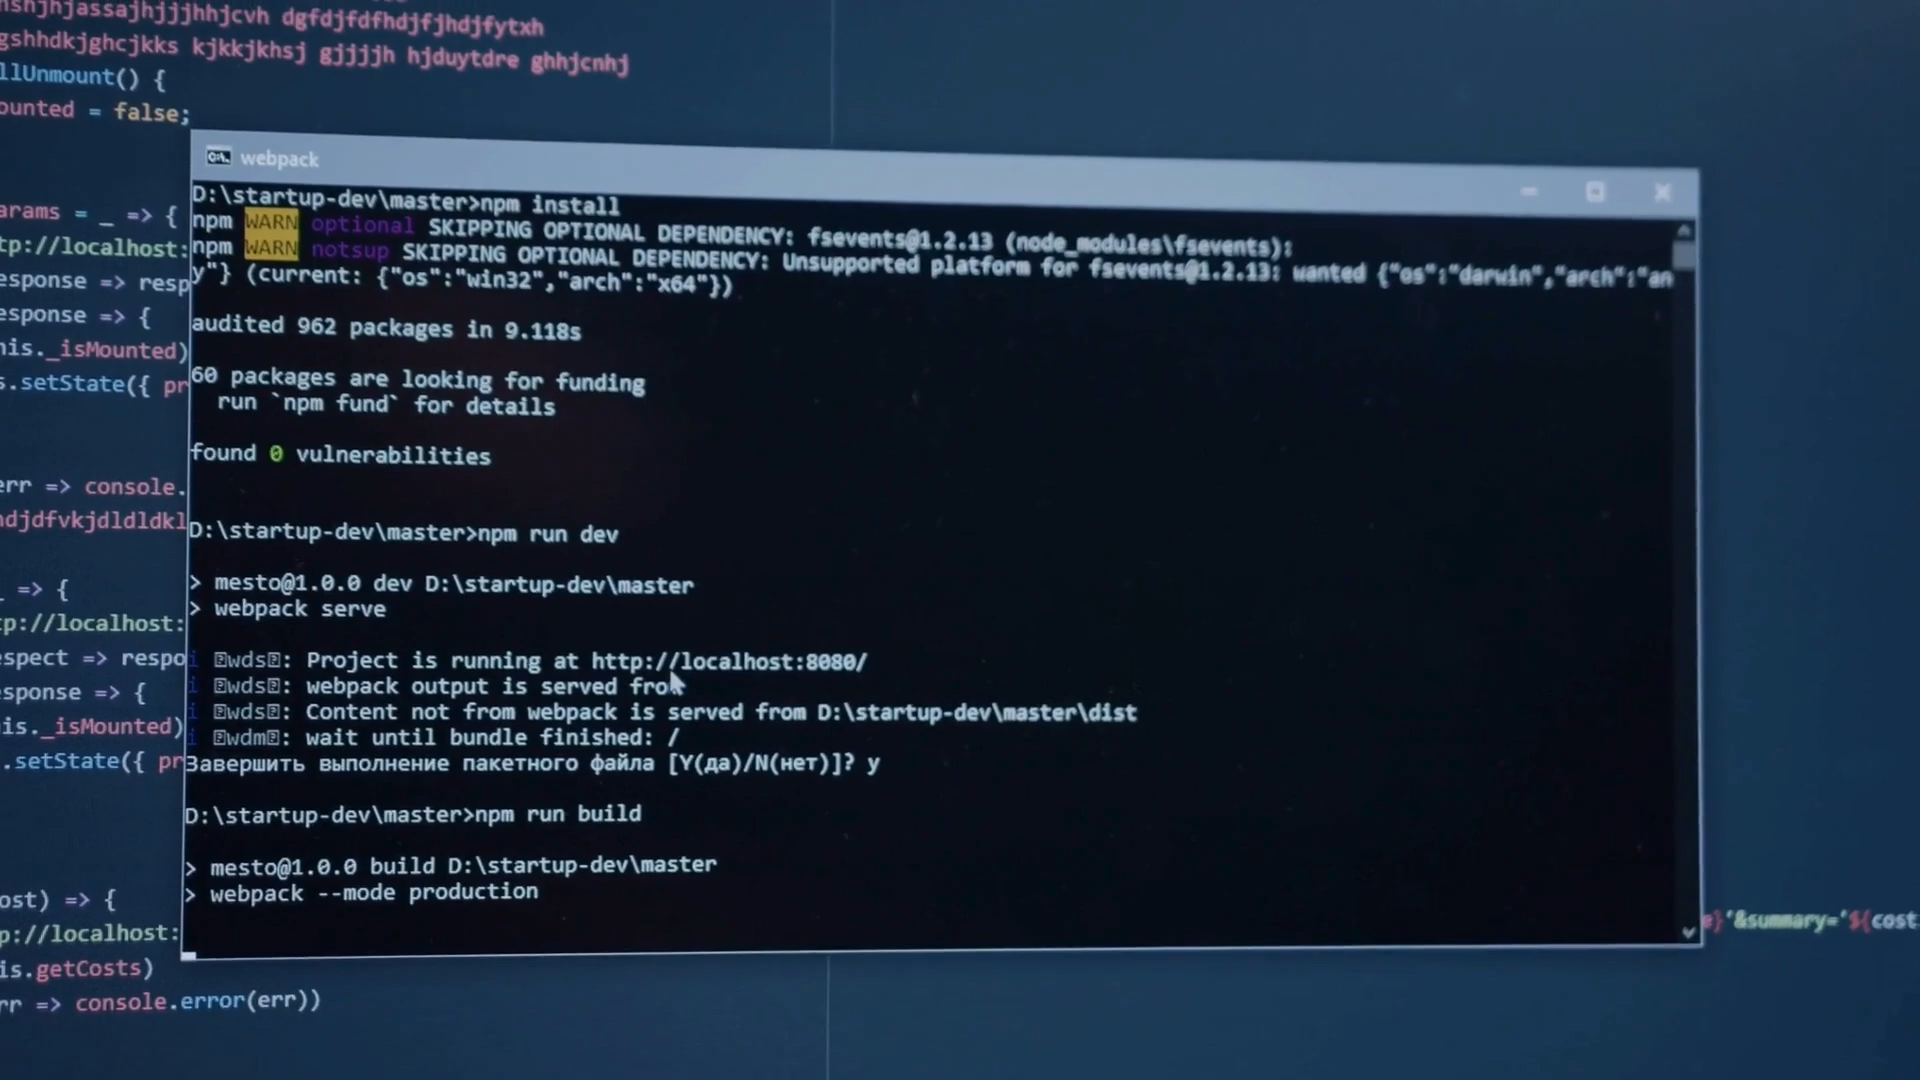 dgfdjfdfhdjfjhdjfytxh
gshhdkjghcjkks kjkkjkhsj gjjjjh hjduytdre ghhjcnhj
llUnmount() {
ounted = false;
webpack
D:\startup-dev\master>npm install
npm WARN optional SKIPPING OPTIONAL DEPENDENCY: fsevents@1.2.13 (node_modules\fsevents):
npm WARN notsup SKIPPING OPTIONAL DEPENDENCY: Unsupported platform for fsevents@1.2.13: wanted {"os":"darwin","arch":"an
y"} (current: {"os":"win32","arch":"x64"})
audited 962 packages in 9.118s
60 packages are looking for funding
run `npm fund` for details
found 0 vulnerabilities
D:\startup-dev\master>npm run dev
> mesto@1.0.0 dev D:\startup-dev\master
> webpack serve
i ⍰wds⍰: Project is running at http://localhost:8080/
i ⍰wds⍰: webpack output is served from
i ⍰wds⍰: Content not from webpack is served from D:\startup-dev\master\dist
i ⍰wdm⍰: wait until bundle finished: /
Завершить выполнение пакетного файла [Y(да)/N(нет)]? y
D:\startup-dev\master>npm run build
> mesto@1.0.0 build D:\startup-dev\master
> webpack --mode production
arams = _ => {
tp://localhost:
esponse => resp
esponse => {
his._isMounted)
s.setState({ pr
err => console.
hdjdfvkjdldldkl
_ => {
tp://localhost:
espect => respo
esponse => {
is._isMounted)
.setState({ pr
ost) => {
p://localhost:
is.getCosts)
rr => console.error(err))
}'&summary='${cost